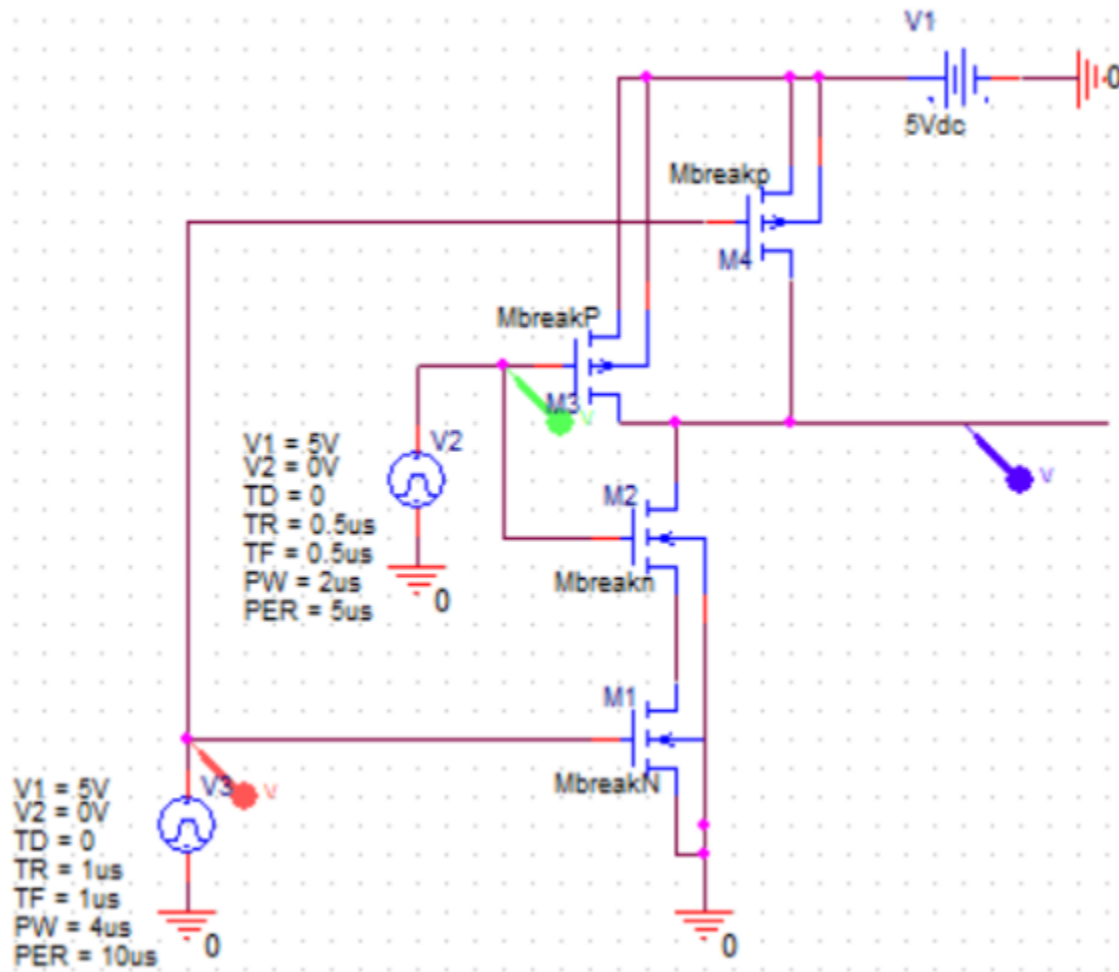 V1
0
5Vdc
Mbreakp
M4
MbreakP
M3
V
V2
V1 = 5V
V2 = 0V
TD = 0
TR = 0.5us
TF = 0.5us
PW = 2us
PER = 5us
0
V
M2
Mbreakn
M1
MbreakN
V3
V
V1 = 5V
V2 = 0V
TD = 0
TR = 1us
TF = 1us
PW = 4us
PER = 10us
0
0